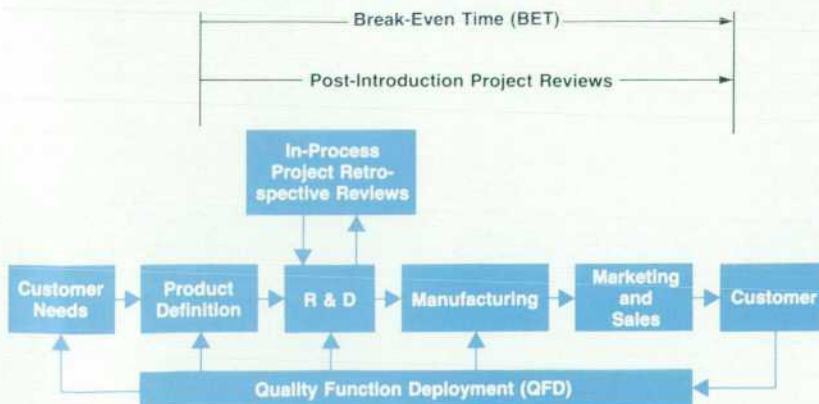 Break-Even Time (BET)
Post-Introduction Project Reviews
In-Process
Project Retro-
spective Reviews
Customer
Needs
Product
Definition
R & D
Manufacturing
Marketing
and
Sales
Customer
Quality Function Deployment (QFD)